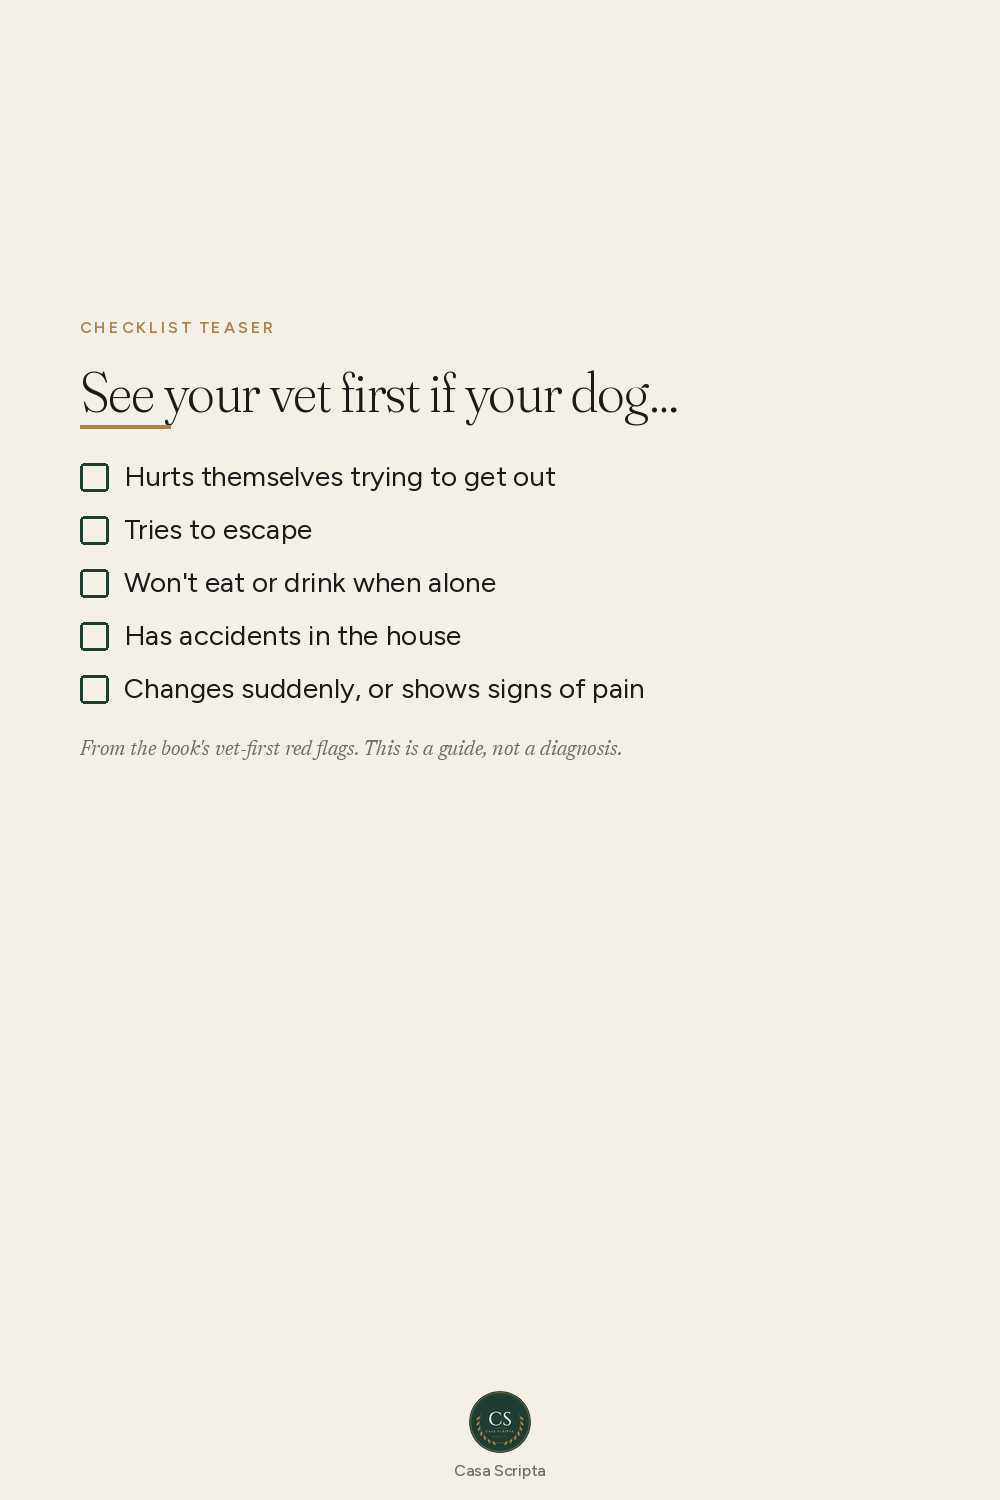 CHECKLIST TEASER
See your vet first if your dog...
Hurts themselves trying to get out
Tries to escape
Won't eat or drink when alone
Has accidents in the house
Changes suddenly, or shows signs of pain
From the book's vet-first red flags. This is a guide, not a diagnosis.
CS
CASA SCRIPTA
Casa Scripta